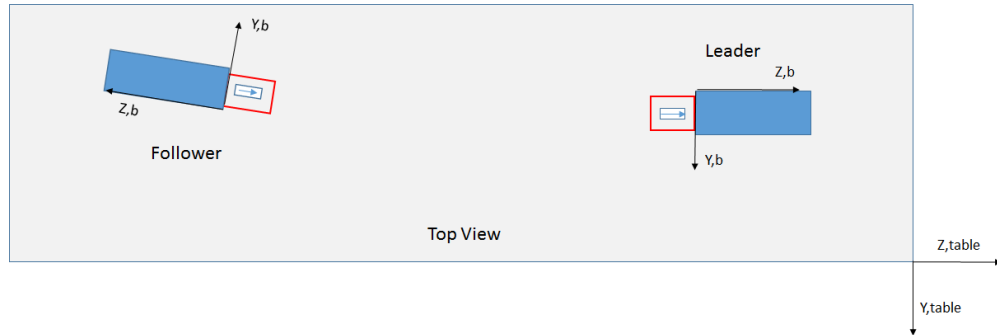 Y,b
Leader
Z,b
Z,b
Follower
Y,b
Top View
Z,table
Y,table